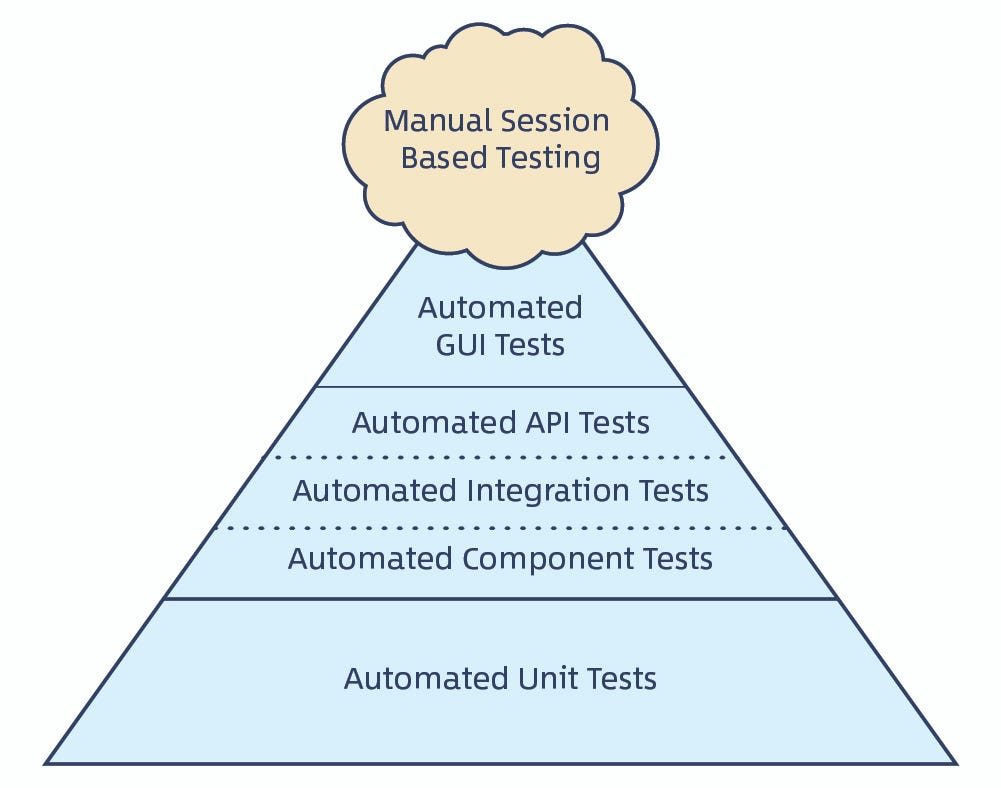 Manual Session
Based Testing
Automated
GUI Tests
Automated API Tests
Automated Integration Tests
Automated Component Tests
Automated Unit Tests